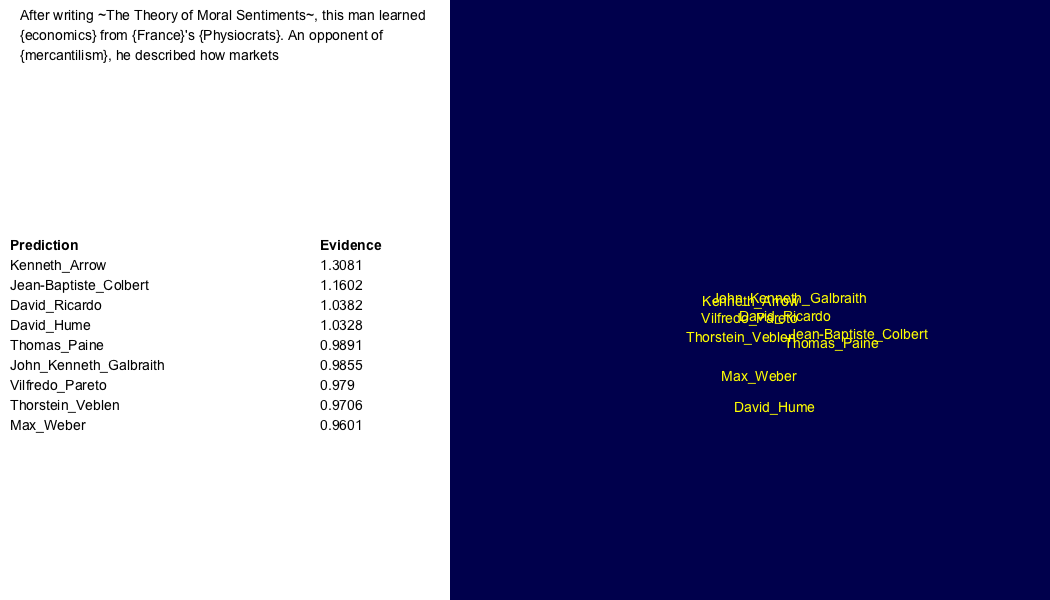 After writing ~The Theory of Moral Sentiments~, this man learned
{economics} from {France}'s {Physiocrats}. An opponent of
{mercantilism}, he described how markets
Prediction Evidence
Kenneth_Arrow 1.3081
Jean-Baptiste_Colbert 1.1602
David_Ricardo 1.0382
David_Hume 1.0328
Thomas_Paine 0.9891
John_Kenneth_Galbraith 0.9855
Vilfredo_Pareto 0.979
Thorstein_Veblen 0.9706
Max_Weber 0.9601
John_Kenneth_Galbraith
Kenneth_Arrow
David_Ricardo
Vilfredo_Pareto
Jean-Baptiste_Colbert
Thorstein_Veblen
Thomas_Paine
Max_Weber
David_Hume